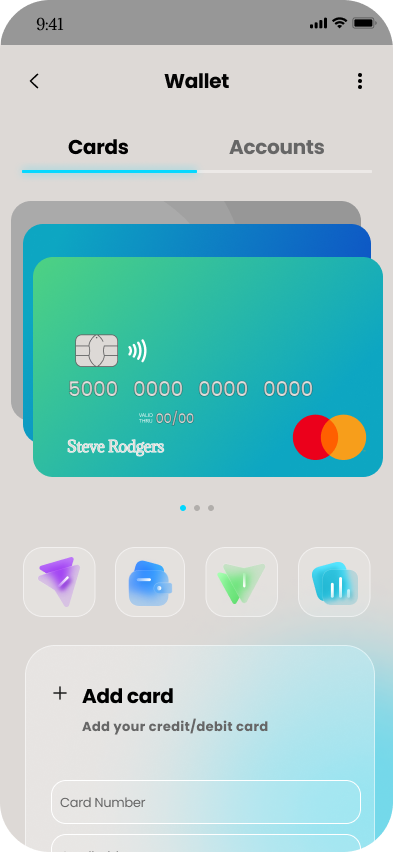 9:41
Wallet
Cards
Accounts
5000 0000 0000 0000
VALID
THRU 00/00
Steve Rodgers
Add card
Add your credit/debit card
Card Number